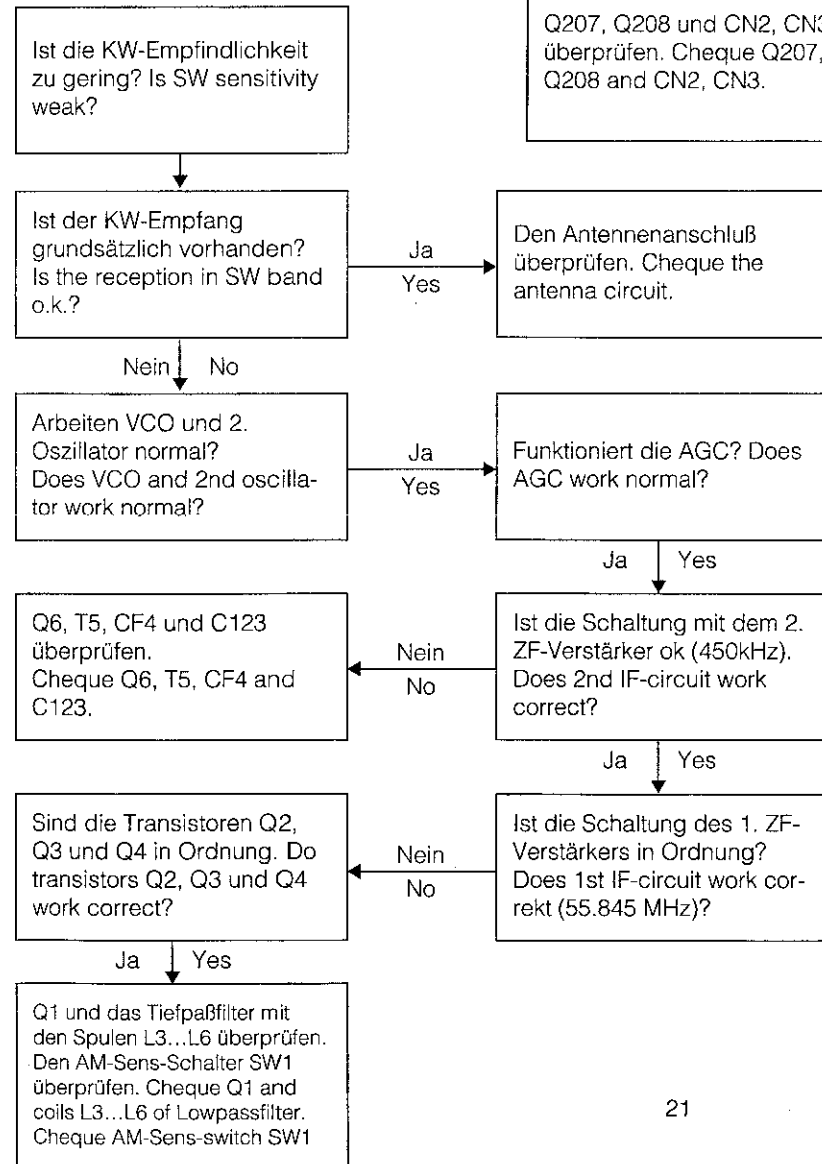 Ist die KW-Empfindlichkeit
zu gering? Is SW sensitivity
weak?
Q207, Q208 und CN2, CN3
überprüfen. Cheque Q207,
Q208 and CN2, CN3.
Ist der KW-Empfang
grundsätzlich vorhanden?
Is the reception in SW band
o.k.?
Ja
Yes
Den Antennenanschluß
überprüfen. Cheque the
antenna circuit.
Nein No
Arbeiten VCO und 2.
Oszillator normal?
Does VCO and 2nd oscilla-
tor work normal?
Ja
Yes
Funktioniert die AGC? Does
AGC work normal?
Ja Yes
Q6, T5, CF4 und C123
überprüfen.
Cheque Q6, T5, CF4 and
C123.
Nein
No
Ist die Schaltung mit dem 2.
ZF-Verstärker ok (450kHz).
Does 2nd IF-circuit work
correct?
Ja Yes
Sind die Transistoren Q2,
Q3 und Q4 in Ordnung. Do
transistors Q2, Q3 und Q4
work correct?
Nein
No
Ist die Schaltung des 1. ZF-
Verstärkers in Ordnung?
Does 1st IF-circuit work cor-
rekt (55.845 MHz)?
Ja Yes
Q1 und das Tiefpaßfilter mit
den Spulen L3...L6 überprüfen.
Den AM-Sens-Schalter SW1
überprüfen. Cheque Q1 and
coils L3...L6 of Lowpassfilter.
Cheque AM-Sens-switch SW1
21